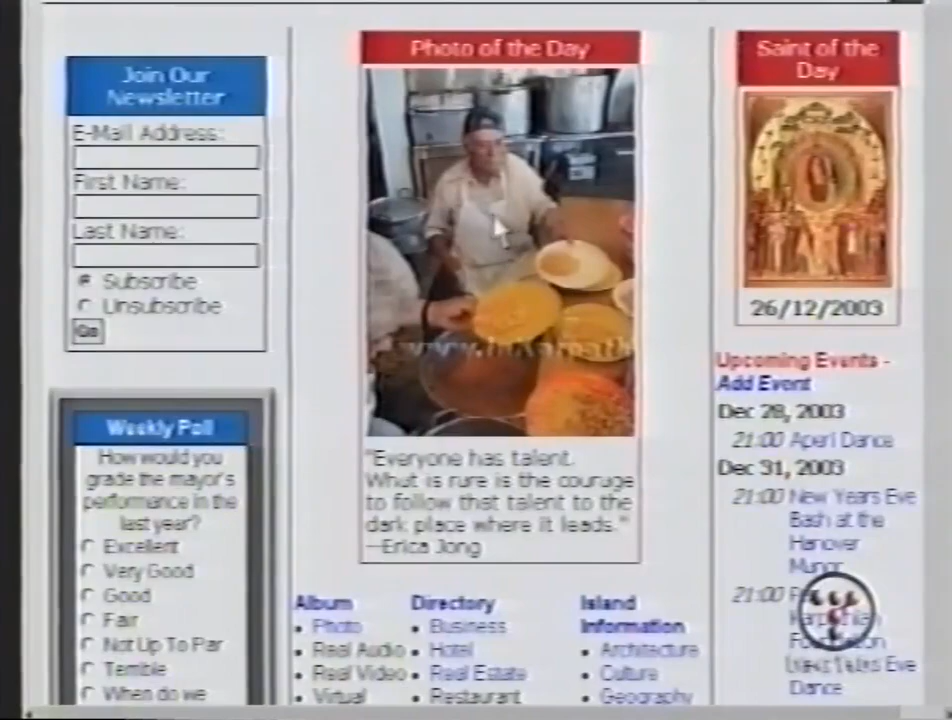 Join Our
Newsletter
E-Mail Address:
First Name:
Last Name:
Subscribe
Unsubscribe
Go
Weekly Poll
How would you
grade the mayor's
performance in the
last year?
Excellent
Very Good
Good
Fair
Not Up To Par
Terrible
When do we
Photo of the Day
"Everyone has talent.
What is rare is the courage
to follow that talent to the
dark place where it leads."
--Erica Jong
Album
Photo
Real Audio
Real Video
Virtual
Directory
Business
Hotel
Real Estate
Restaurant
Island
Information
Architecture
Culture
Geography
Saint of the
Day
26/12/2003
Upcoming Events -
Add Event
Dec 28, 2003
21:00 Aperi Dance
Dec 31, 2003
21:00 New Years Eve
Bash at the
Hanover
21:00
Eve
Dance